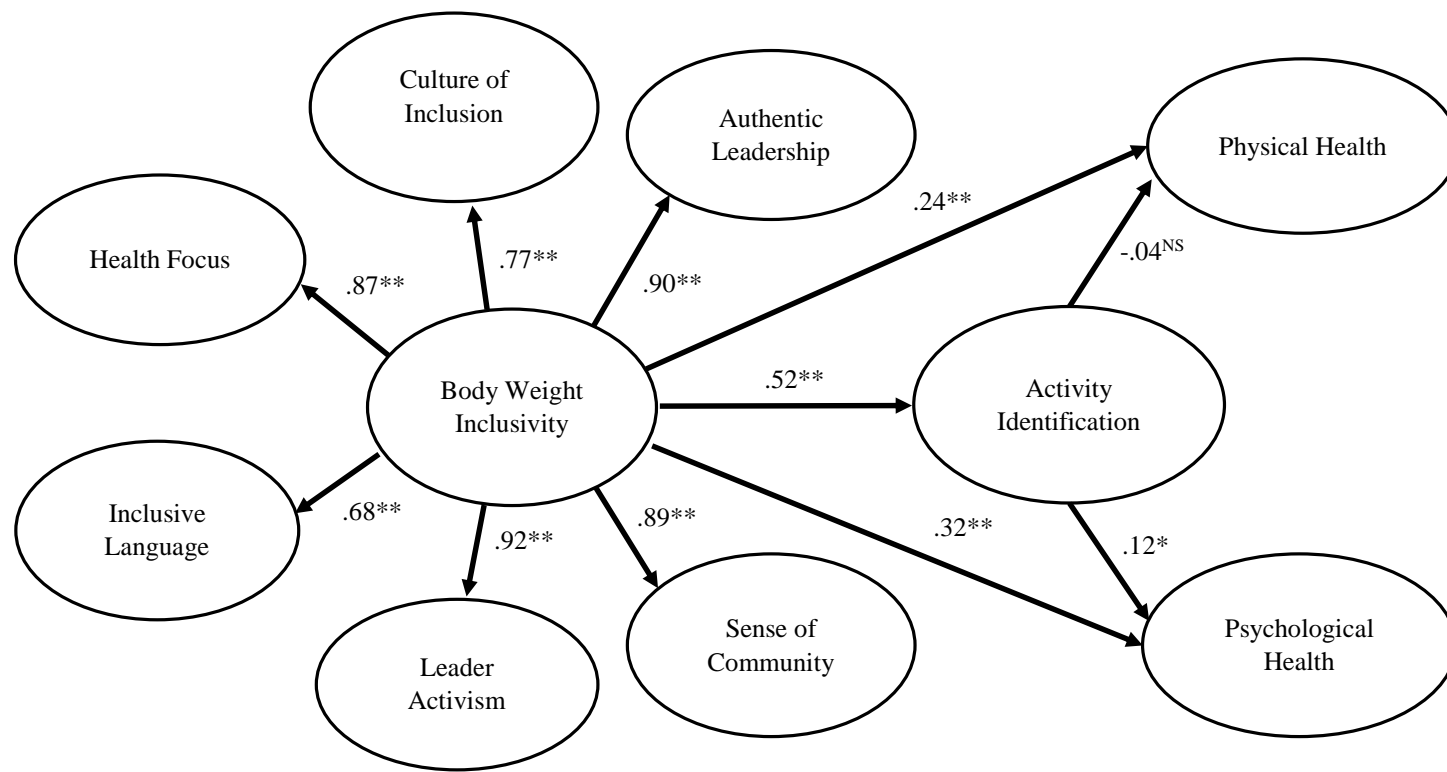 Culture of
Inclusion
Authentic
Leadership
Physical Health
Health Focus
.87**
.77**
.90**
.24**
-.04NS
Body Weight
Inclusivity
.52**
Activity
Identification
Inclusive
Language
.68**
.92**
.89**
.32**
.12*
Leader
Activism
Sense of
Community
Psychological
Health